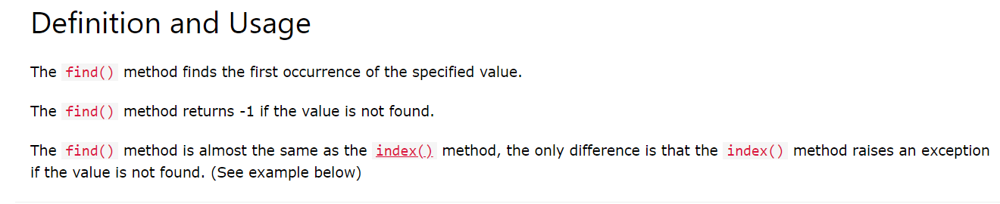 Definition and Usage
The find() method finds the first occurrence of the specified value.
The find() method returns -1 if the value is not found.
The find() method is almost the same as the index() method, the only difference is that the index() method raises an exception
if the value is not found. (See example below)